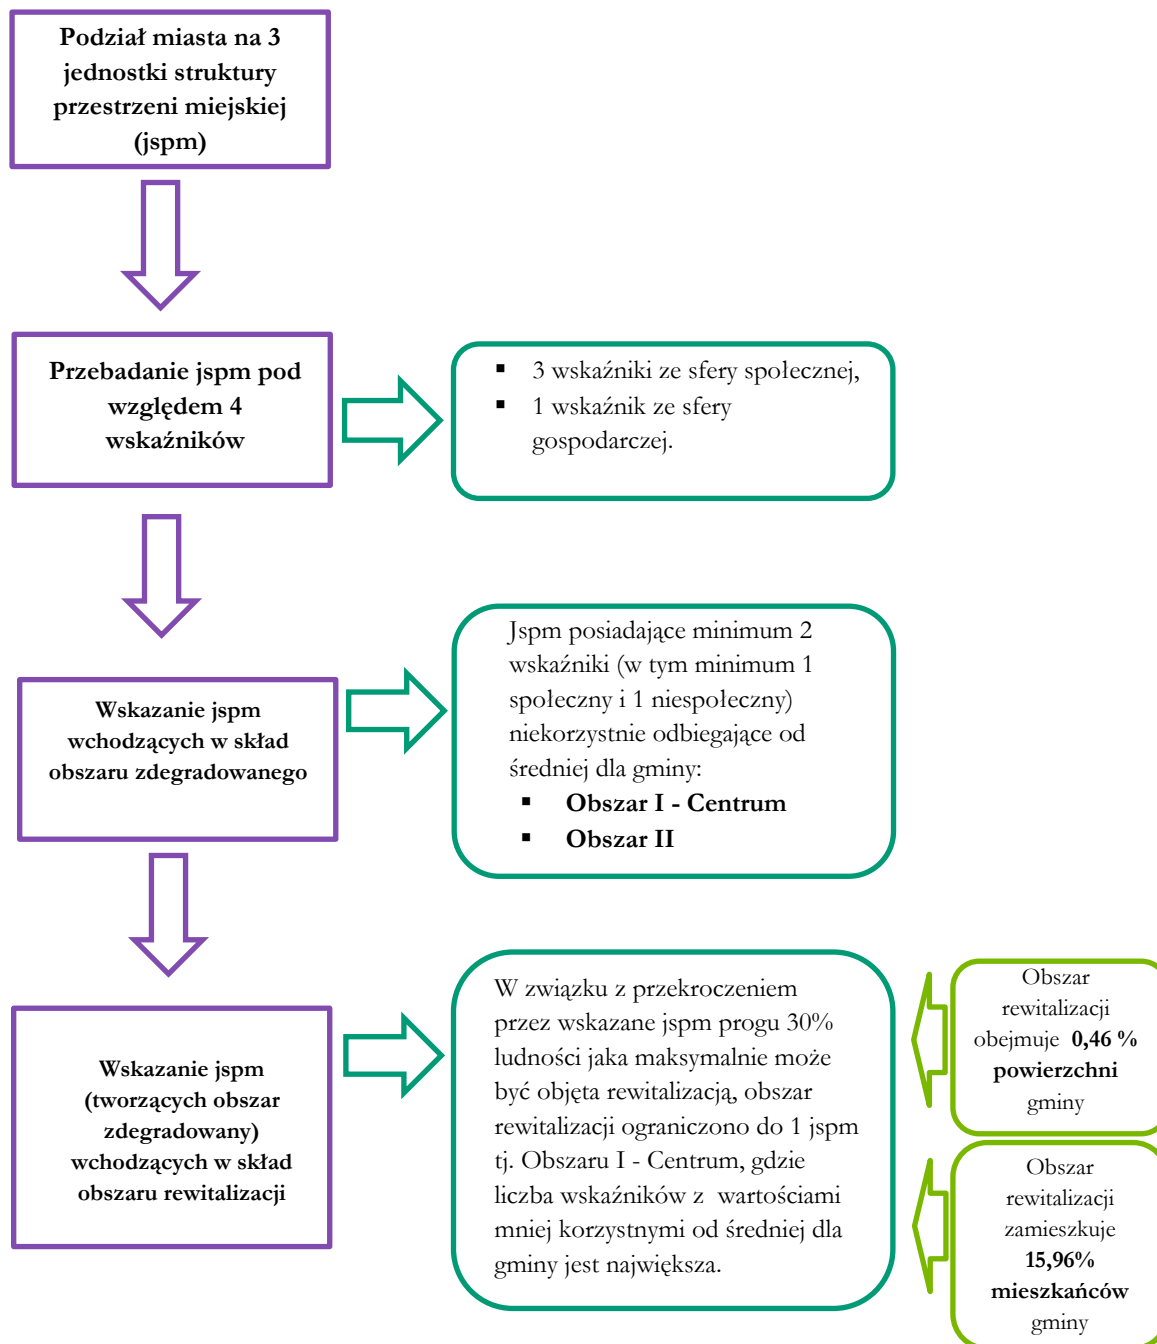 Podział miasta na 3
jednostki struktury
przestrzeni miejskiej
(jspm)
Przebadanie jspm pod
względem 4
wskaźników
▪ 3 wskaźniki ze sfery społecznej,
▪ 1 wskaźnik ze sfery
gospodarczej.
Wskazanie jspm
wchodzących w skład
obszaru zdegradowanego
Jspm posiadające minimum 2
wskaźniki (w tym minimum 1
społeczny i 1 niespołeczny)
niekorzystnie odbiegające od
średniej dla gminy:
▪ Obszar I - Centrum
▪ Obszar II
Wskazanie jspm
(tworzących obszar
zdegradowany)
wchodzących w skład
obszaru rewitalizacji
W związku z przekroczeniem
przez wskazane jspm progu 30%
ludności jaka maksymalnie może
być objęta rewitalizacją, obszar
rewitalizacji ograniczono do 1 jspm
tj. Obszaru I - Centrum, gdzie
liczba wskaźników z wartościami
mniej korzystnymi od średniej dla
gminy jest największa.
Obszar
rewitalizacji
obejmuje 0,46 %
powierzchni
gminy
Obszar
rewitalizacji
zamieszkuje
15,96%
mieszkańców
gminy